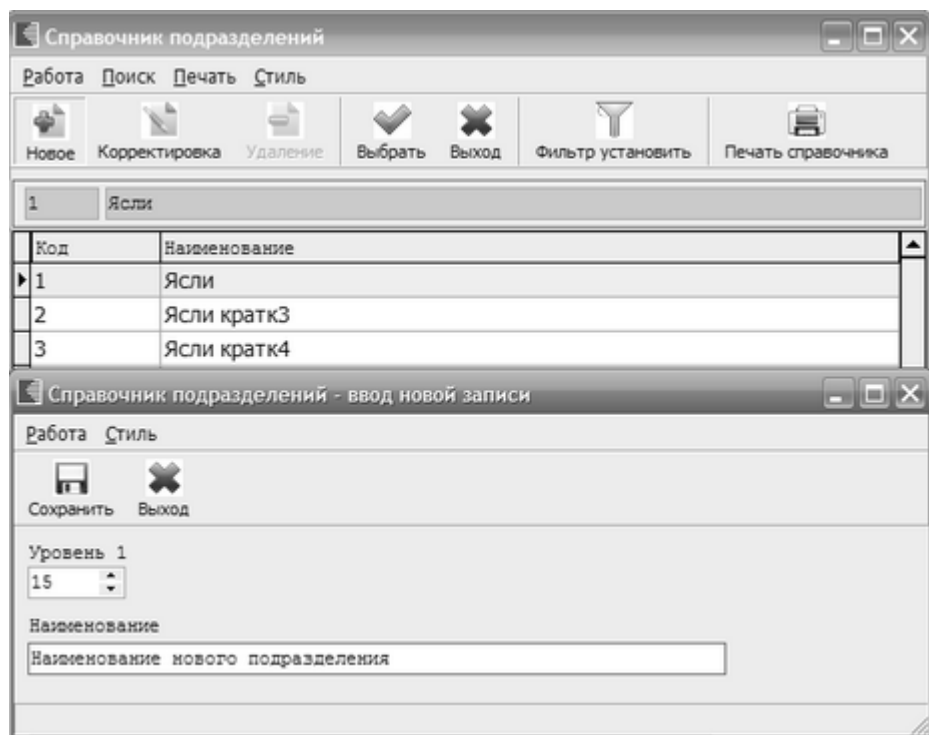 Справочник подразделений
Работа Поиск Печать Стиль
Новое Корректировка Удаление Выбрать Выход Фильтр установить Печать справочника
1 Ясли
Код Наименование
1 Ясли
2 Ясли кратк3
3 Ясли кратк4
Справочник подразделений - ввод новой записи
Работа Стиль
Сохранить Выход
Уровень 1
15
Наименование
Наименование нового подразделения